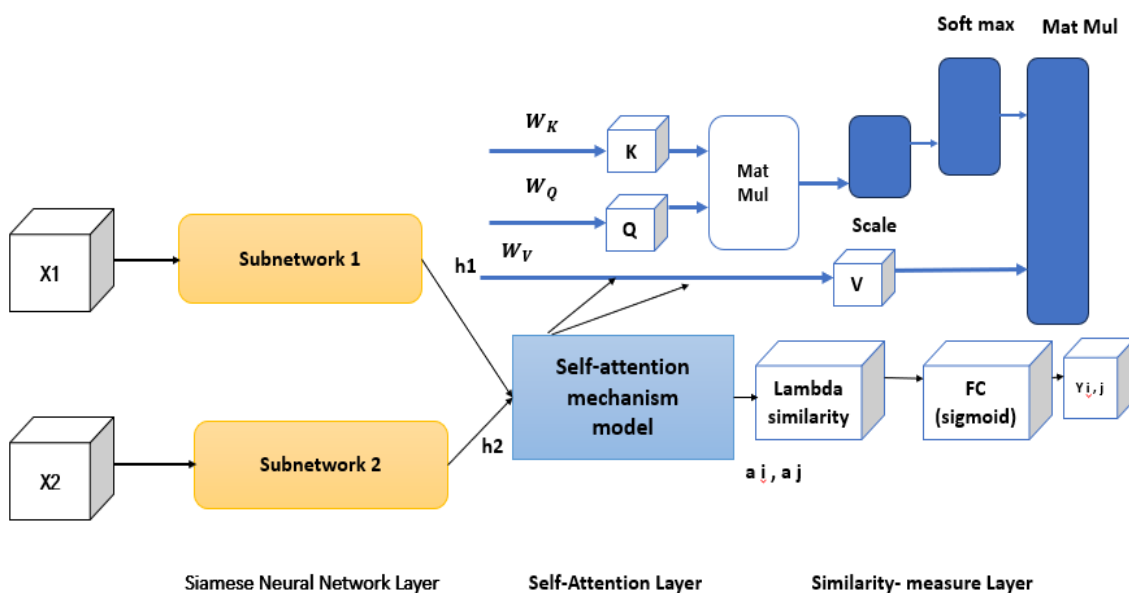 Soft max
Mat Mul
W_K
K
Mat
Mul
W_Q
Q
Scale
W_V
h1
V
X1
Subnetwork 1
Self-attention
mechanism
model
Lambda
similarity
FC
(sigmoid)
Y i , j
h2
X2
Subnetwork 2
a i , a j
Siamese Neural Network Layer
Self-Attention Layer
Similarity- measure Layer